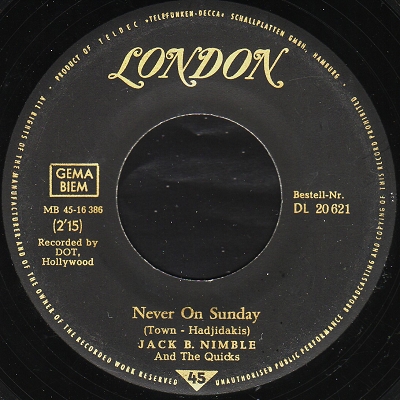 PRODUCT OF TELDEC »TELEFUNKEN-DECCA« SCHALLPLATTEN GMBH., HAMBURG
LONDON
GEMA
BIEM
MB 45-16 386
(2'15)
Recorded by
DOT,
Hollywood
Bestell-Nr.
DL 20 621
Never On Sunday
(Town - Hadjidakis)
JACK B. NIMBLE
And The Quicks
45
ALL RIGHTS OF THE MANUFACTURER AND OF THE OWNER OF THE RECORDED WORK RESERVED
UNAUTHORISED PUBLIC PERFORMANCE BROADCASTING AND COPYING OF THIS RECORD PROHIBITED